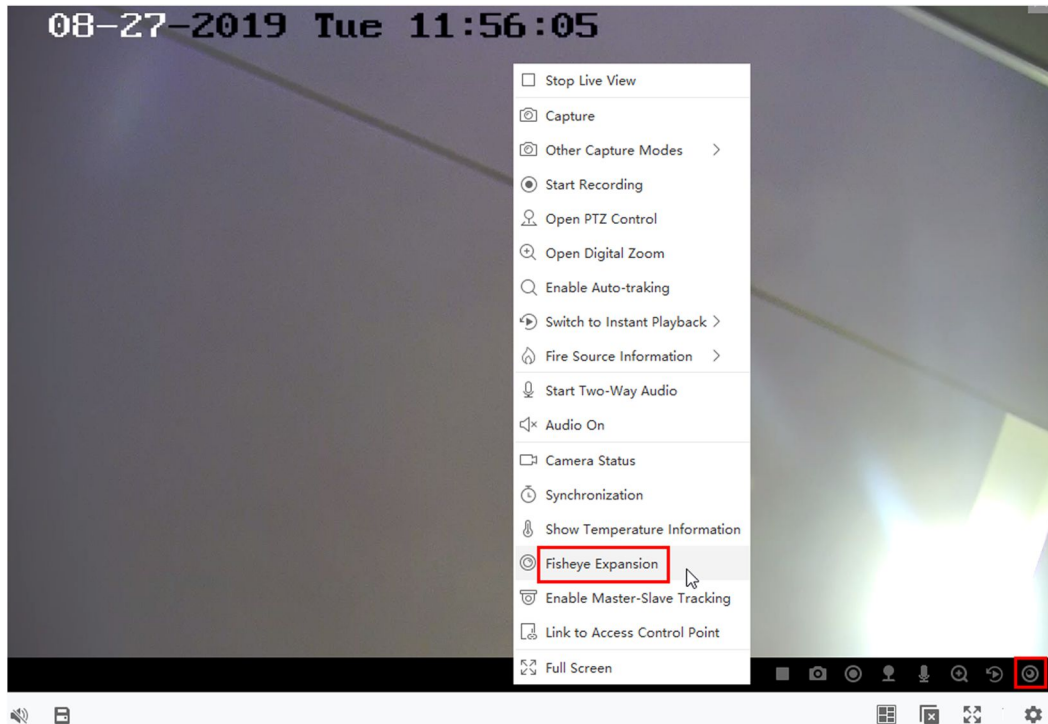 08-27-2019 Tue 11:56:05
Stop Live View
Capture
Other Capture Modes
Start Recording
Open PTZ Control
Open Digital Zoom
Enable Auto-traking
Switch to Instant Playback
Fire Source Information
Start Two-Way Audio
Audio On
Camera Status
Synchronization
Show Temperature Information
Fisheye Expansion
Enable Master-Slave Tracking
Link to Access Control Point
Full Screen